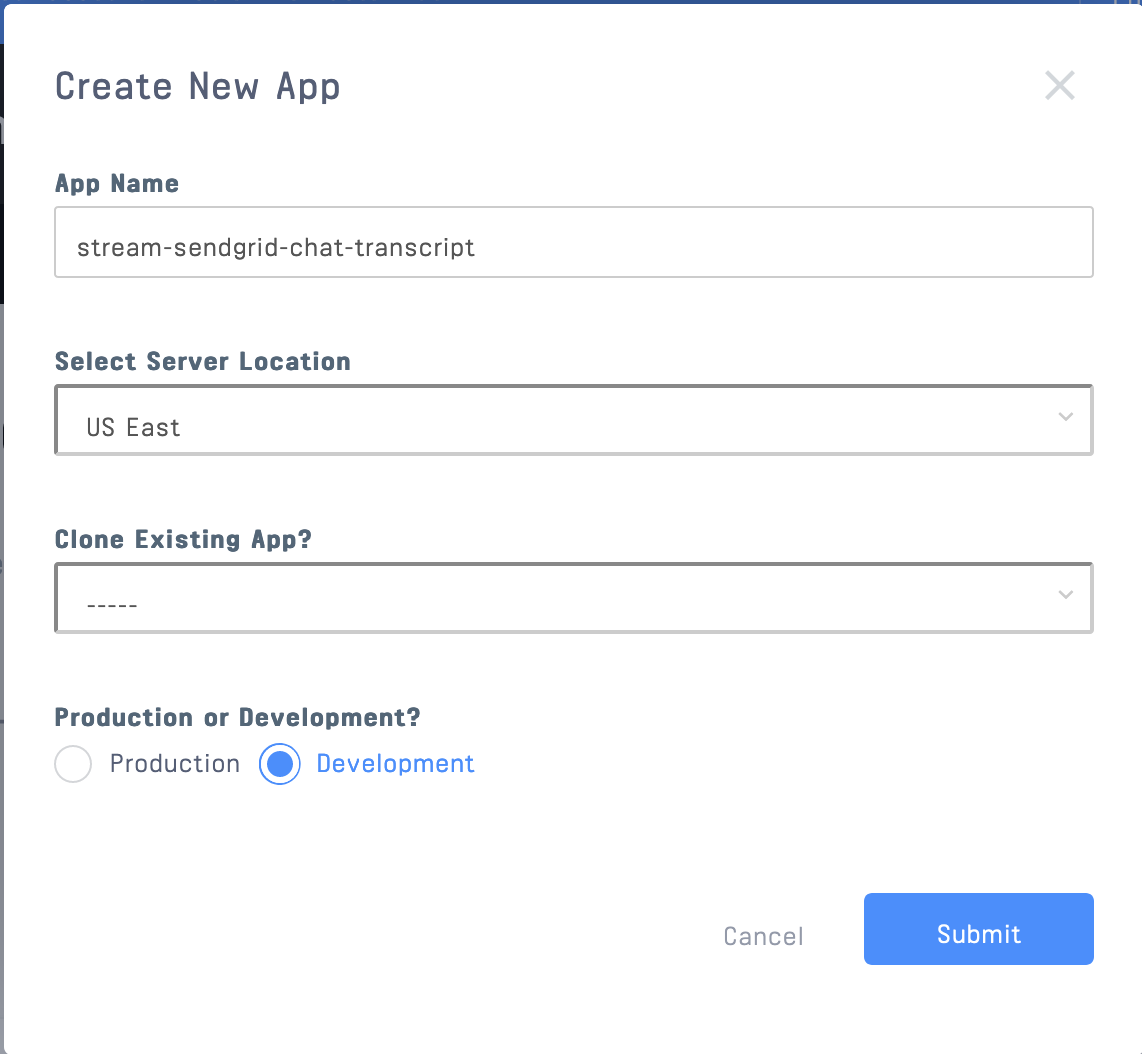 Create New App
App Name
stream-sendgrid-chat-transcript
Select Server Location
US East
Clone Existing App?
-----
Production or Development?
Production Development
Cancel Submit